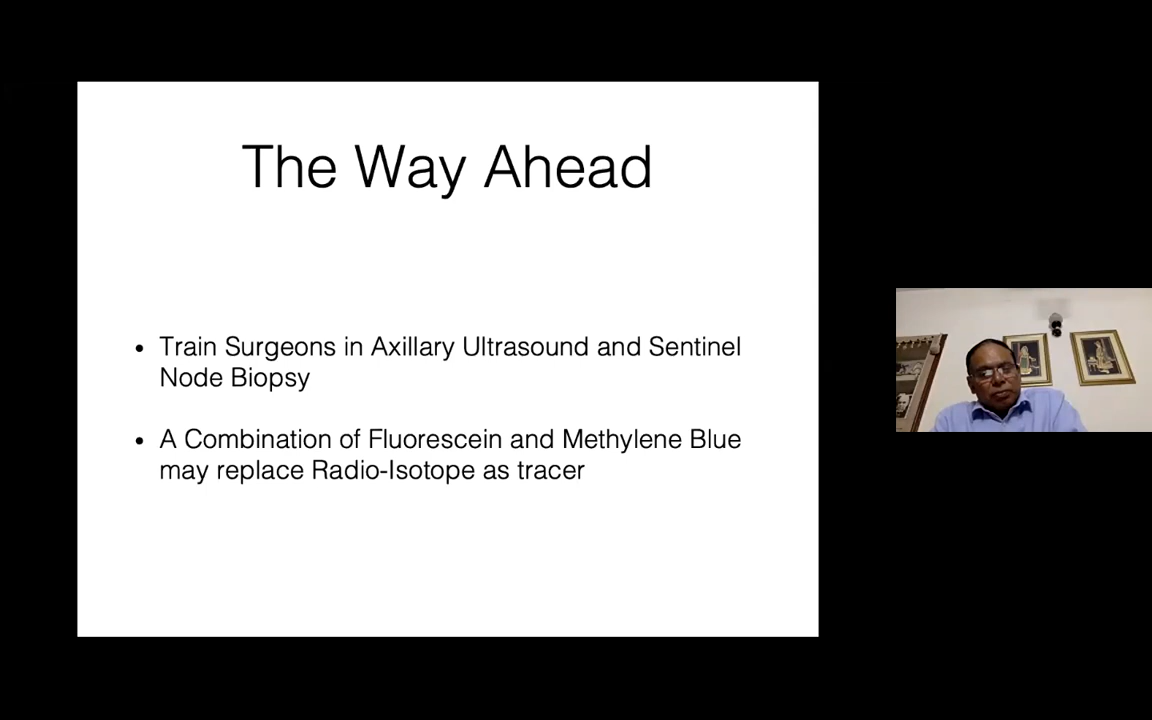 The Way Ahead
• Train Surgeons in Axillary Ultrasound and Sentinel
Node Biopsy
• A Combination of Fluorescein and Methylene Blue
may replace Radio-Isotope as tracer